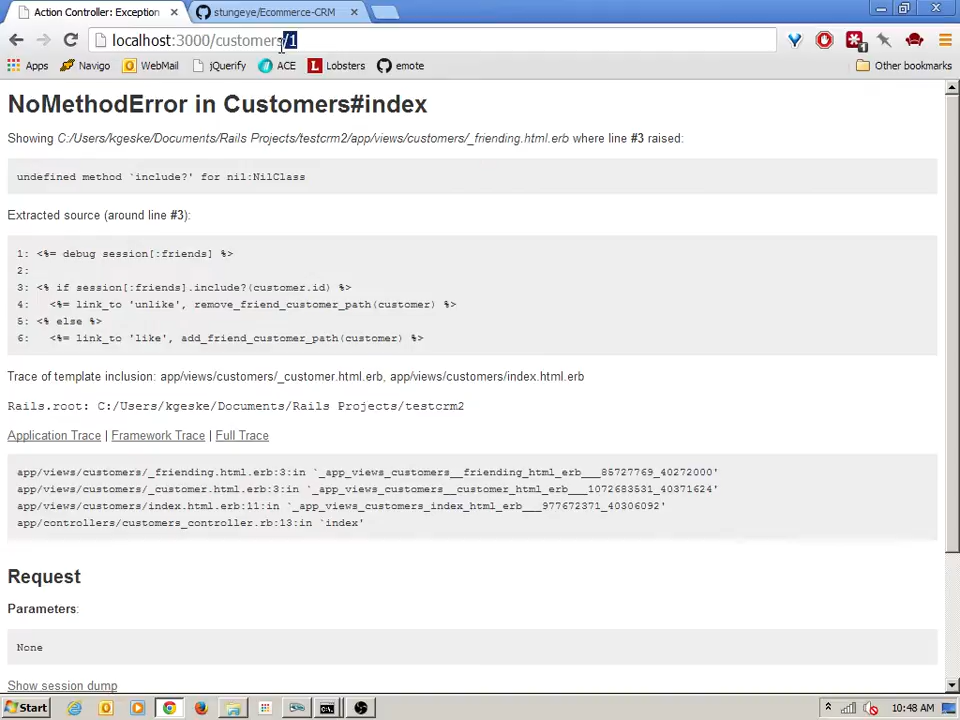 Action Controller: Exception
stungeye/Ecommerce-CRM
localhost:3000/customers/1
Apps
Navigo
WebMail
jQuerify
ACE
Lobsters
emote
Other bookmarks
NoMethodError in Customers#index
Showing C:/Users/kgeske/Documents/Rails Projects/testcrm2/app/views/customers/_friending.html.erb where line #3 raised:
undefined method `include?' for nil:NilClass
Extracted source (around line #3):
1: <%= debug session[:friends] %>
2:
3: <% if session[:friends].include?(customer.id) %>
4:   <%= link_to 'unlike', remove_friend_customer_path(customer) %>
5: <% else %>
6:   <%= link_to 'like', add_friend_customer_path(customer) %>
Trace of template inclusion: app/views/customers/_customer.html.erb, app/views/customers/index.html.erb
Rails.root: C:/Users/kgeske/Documents/Rails Projects/testcrm2
Application Trace | Framework Trace | Full Trace
app/views/customers/_friending.html.erb:3:in `_app_views_customers__friending_html_erb___85727769_40272000'
app/views/customers/_customer.html.erb:3:in `_app_views_customers__customer_html_erb___1072683531_40371624'
app/views/customers/index.html.erb:11:in `_app_views_customers_index_html_erb___977672371_40306092'
app/controllers/customers_controller.rb:13:in `index'
Request
Parameters:
None
Show session dump
Start
10:48 AM